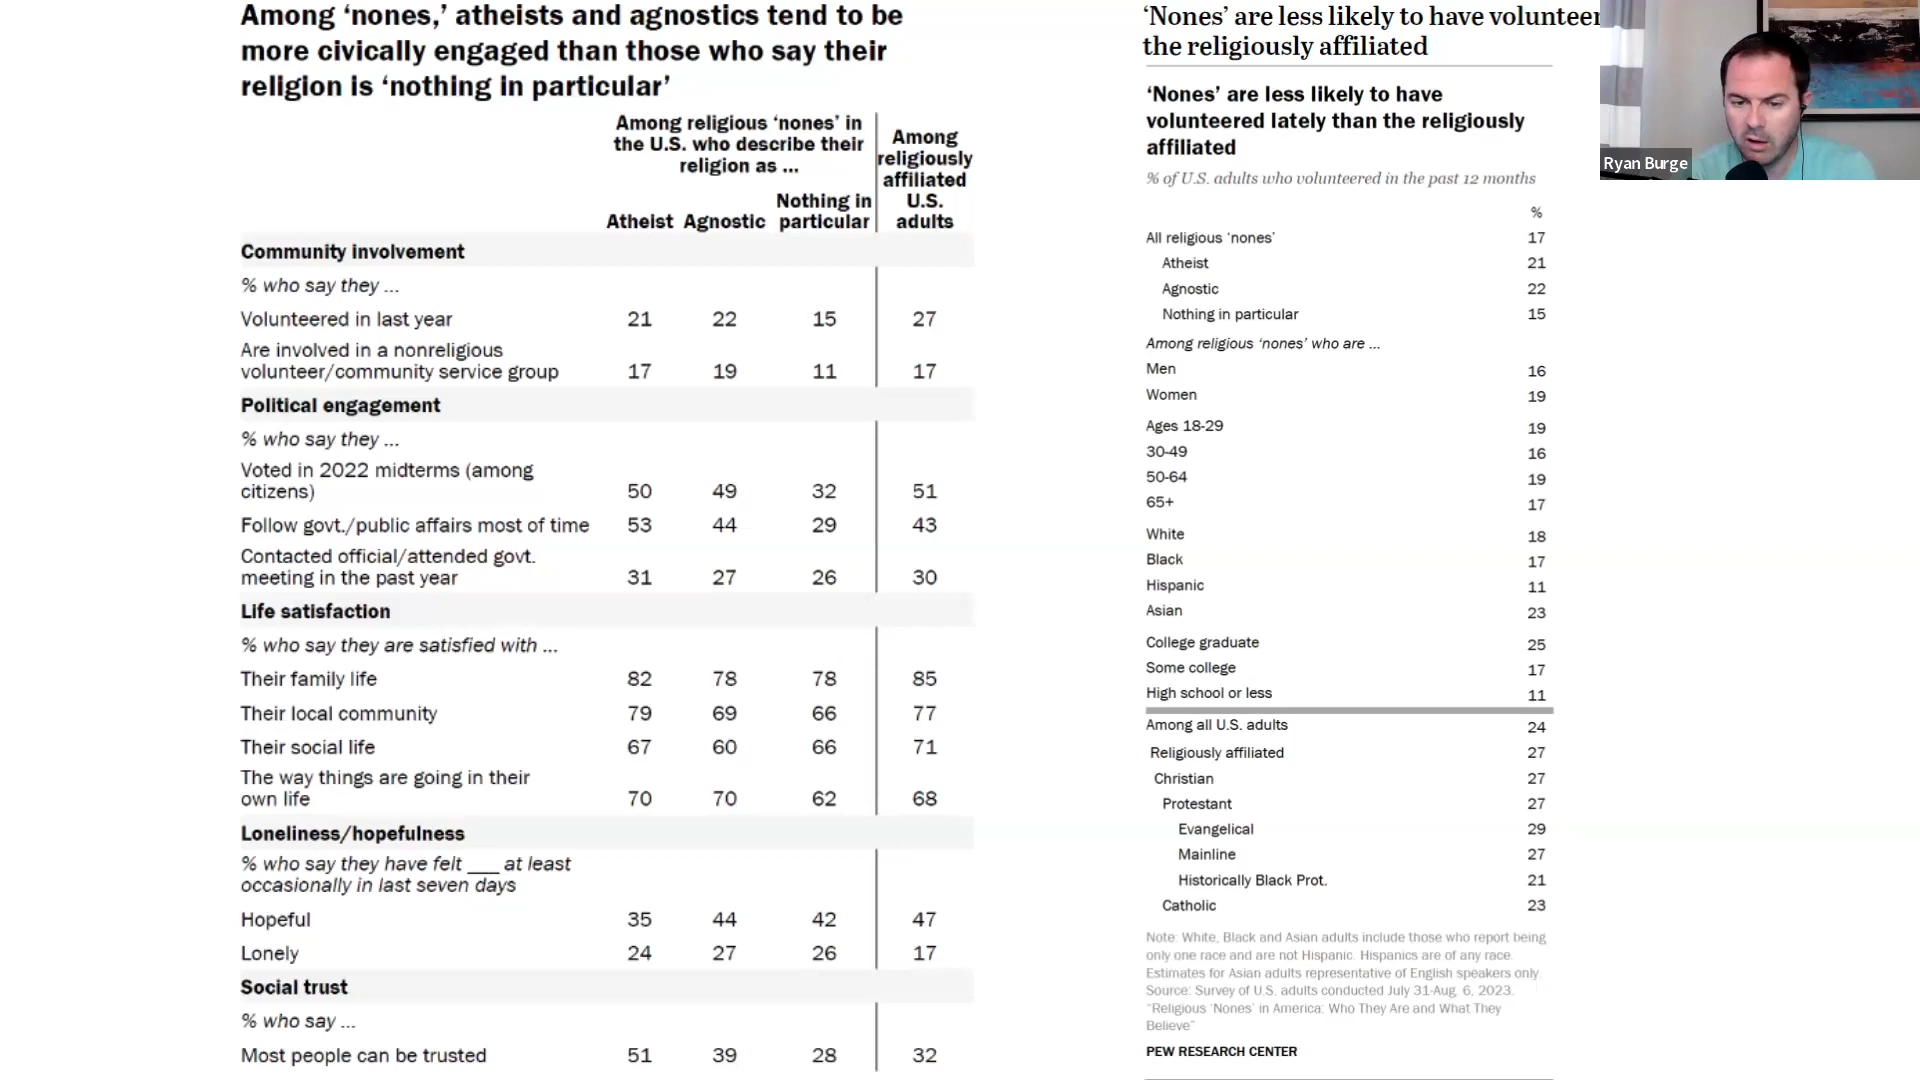 Among ‘nones,’ atheists and agnostics tend to be
more civically engaged than those who say their
religion is ‘nothing in particular’
Among religious ‘nones’ in
the U.S. who describe their
religion as ...
Among
religiously
affiliated
U.S.
adults
Atheist Agnostic Nothing in
particular
Community involvement
% who say they ...
Volunteered in last year 21 22 15 27
Are involved in a nonreligious
volunteer/community service group 17 19 11 17
Political engagement
% who say they ...
Voted in 2022 midterms (among
citizens) 50 49 32 51
Follow govt./public affairs most of time 53 44 29 43
Contacted official/attended govt.
meeting in the past year 31 27 26 30
Life satisfaction
% who say they are satisfied with ...
Their family life 82 78 78 85
Their local community 79 69 66 77
Their social life 67 60 66 71
The way things are going in their
own life 70 70 62 68
Loneliness/hopefulness
% who say they have felt ___ at least
occasionally in last seven days
Hopeful 35 44 42 47
Lonely 24 27 26 17
Social trust
% who say ...
Most people can be trusted 51 39 28 32
‘Nones’ are less likely to have volunteer
the religiously affiliated
‘Nones’ are less likely to have
volunteered lately than the religiously
affiliated
% of U.S. adults who volunteered in the past 12 months
%
All religious ‘nones’ 17
Atheist 21
Agnostic 22
Nothing in particular 15
Among religious ‘nones’ who are ...
Men 16
Women 19
Ages 18-29 19
30-49 16
50-64 19
65+ 17
White 18
Black 17
Hispanic 11
Asian 23
College graduate 25
Some college 17
High school or less 11
Among all U.S. adults 24
Religiously affiliated 27
Christian 27
Protestant 27
Evangelical 29
Mainline 27
Historically Black Prot. 21
Catholic 23
Note: White, Black and Asian adults include those who report being
only one race and are not Hispanic. Hispanics are of any race.
Estimates for Asian adults representative of English speakers only.
Source: Survey of U.S. adults conducted July 31-Aug. 6, 2023.
“Religious ‘Nones’ in America: Who They Are and What They
Believe”
PEW RESEARCH CENTER
Ryan Burge